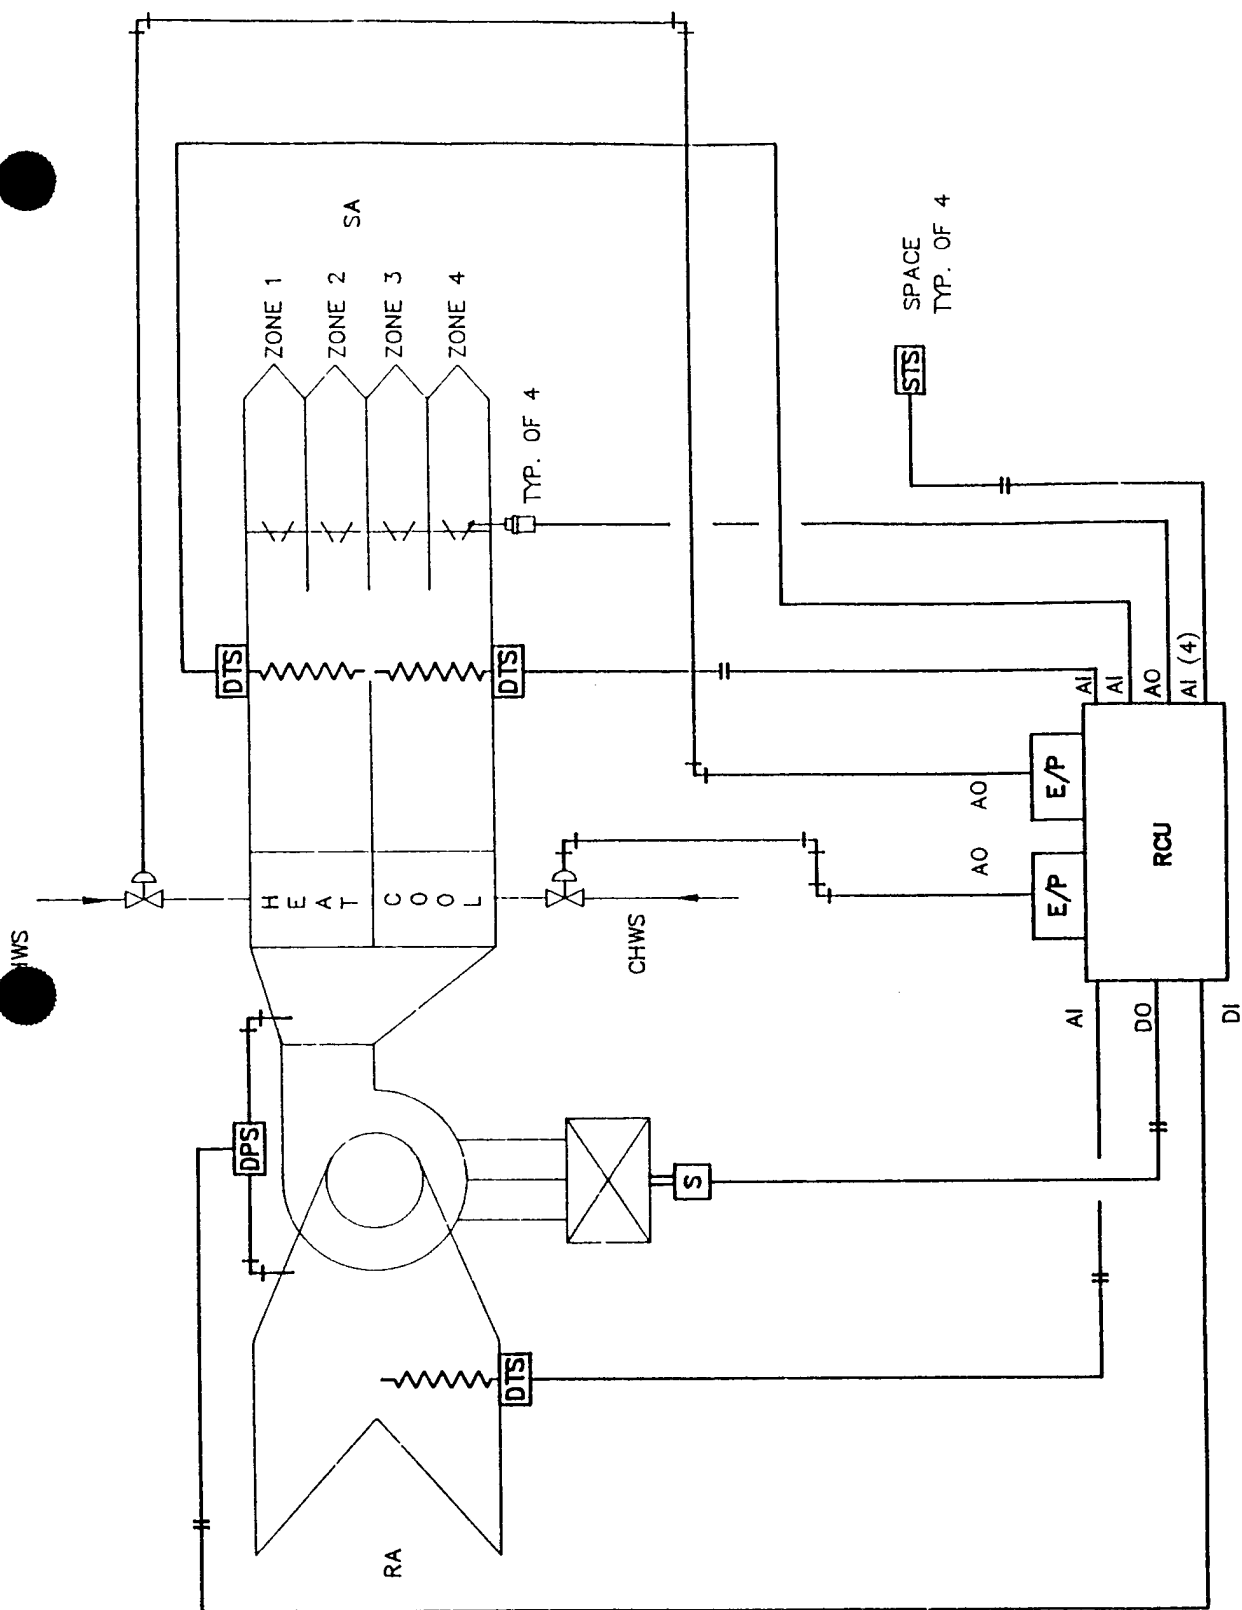 DTS
DPS
H
E
A
T
ZONE 1
ZONE 2
SA
C
O
O
L
ZONE 3
ZONE 4
RA
DTS
DTS
TYP. OF 4
CHWS
S
STS
SPACE
TYP. OF 4
AO
AO
E/P
E/P
AI
DO
DI
RCU
AI
AI
AO
AI (4)